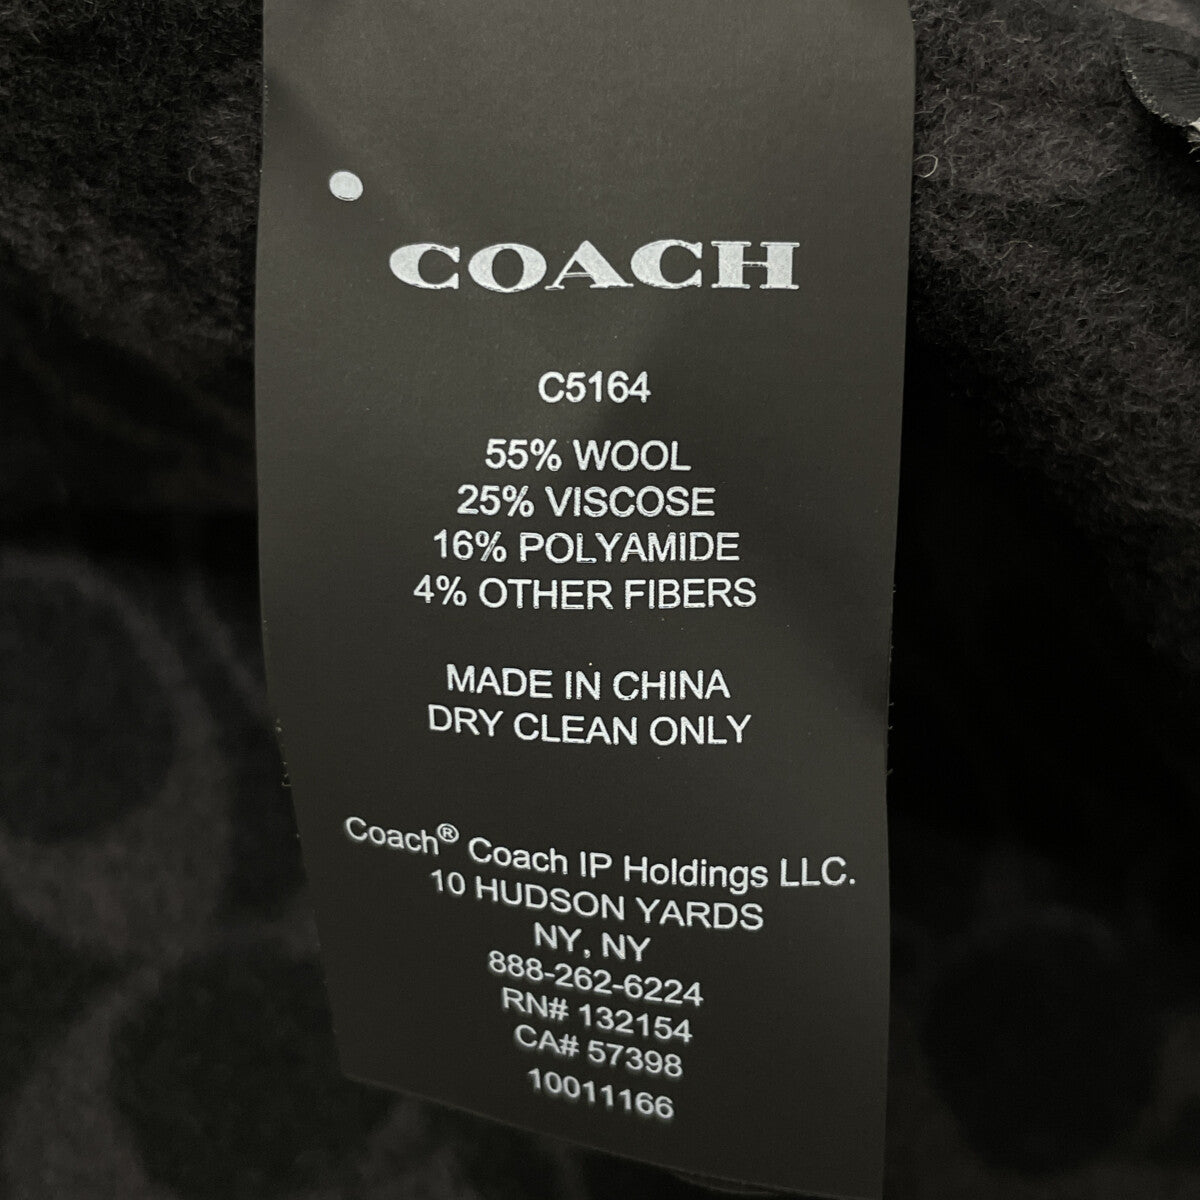 COACH
C5164
55% WOOL
25% VISCOSE
16% POLYAMIDE
4% OTHER FIBERS
MADE IN CHINA
DRY CLEAN ONLY
Coach® Coach IP Holdings LLC.
10 HUDSON YARDS
NY, NY
888-262-6224
RN# 132154
CA# 57398
10011166